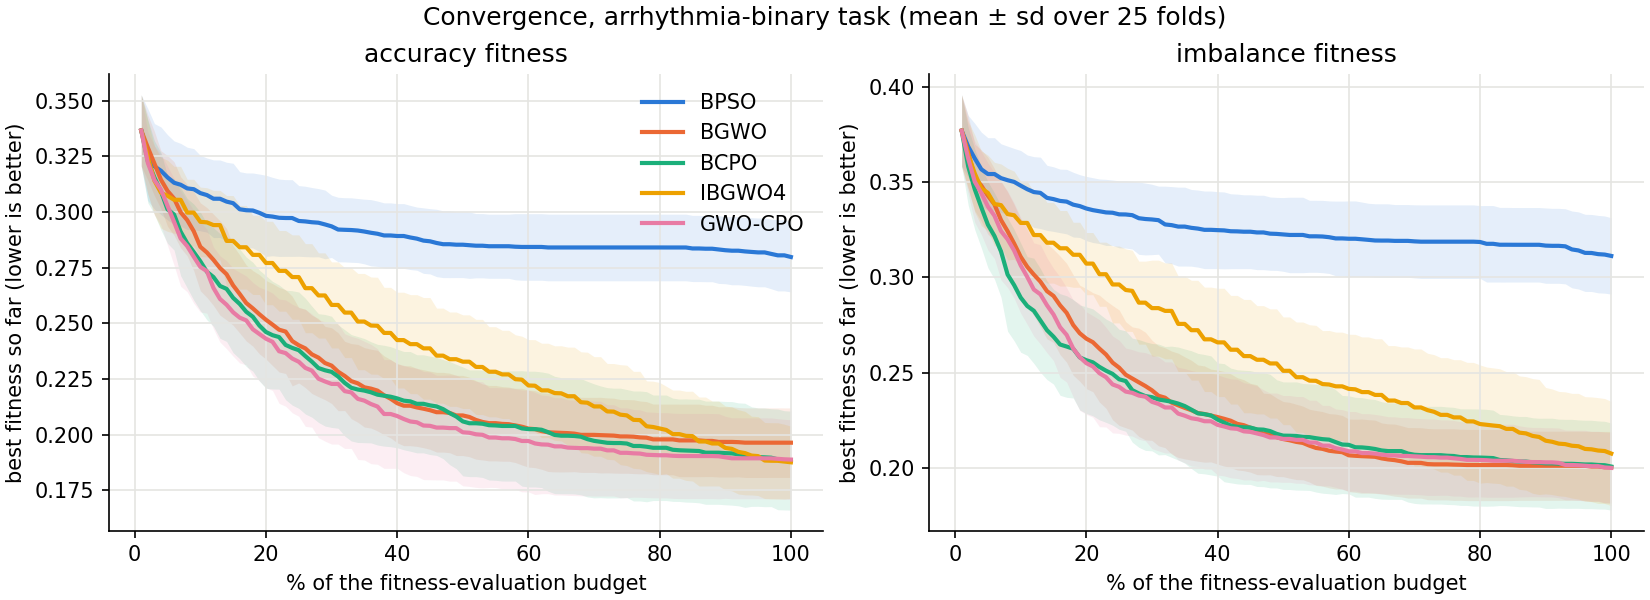 Convergence, arrhythmia-binary task (mean ± sd over 25 folds)
accuracy fitness
best fitness so far (lower is better)
0.350
0.325
0.300
0.275
0.250
0.225
0.200
0.175
BPSO
BGWO
BCPO
IBGWO4
GWO-CPO
0 20 40 60 80 100
% of the fitness-evaluation budget
imbalance fitness
best fitness so far (lower is better)
0.40
0.35
0.30
0.25
0.20
0 20 40 60 80 100
% of the fitness-evaluation budget